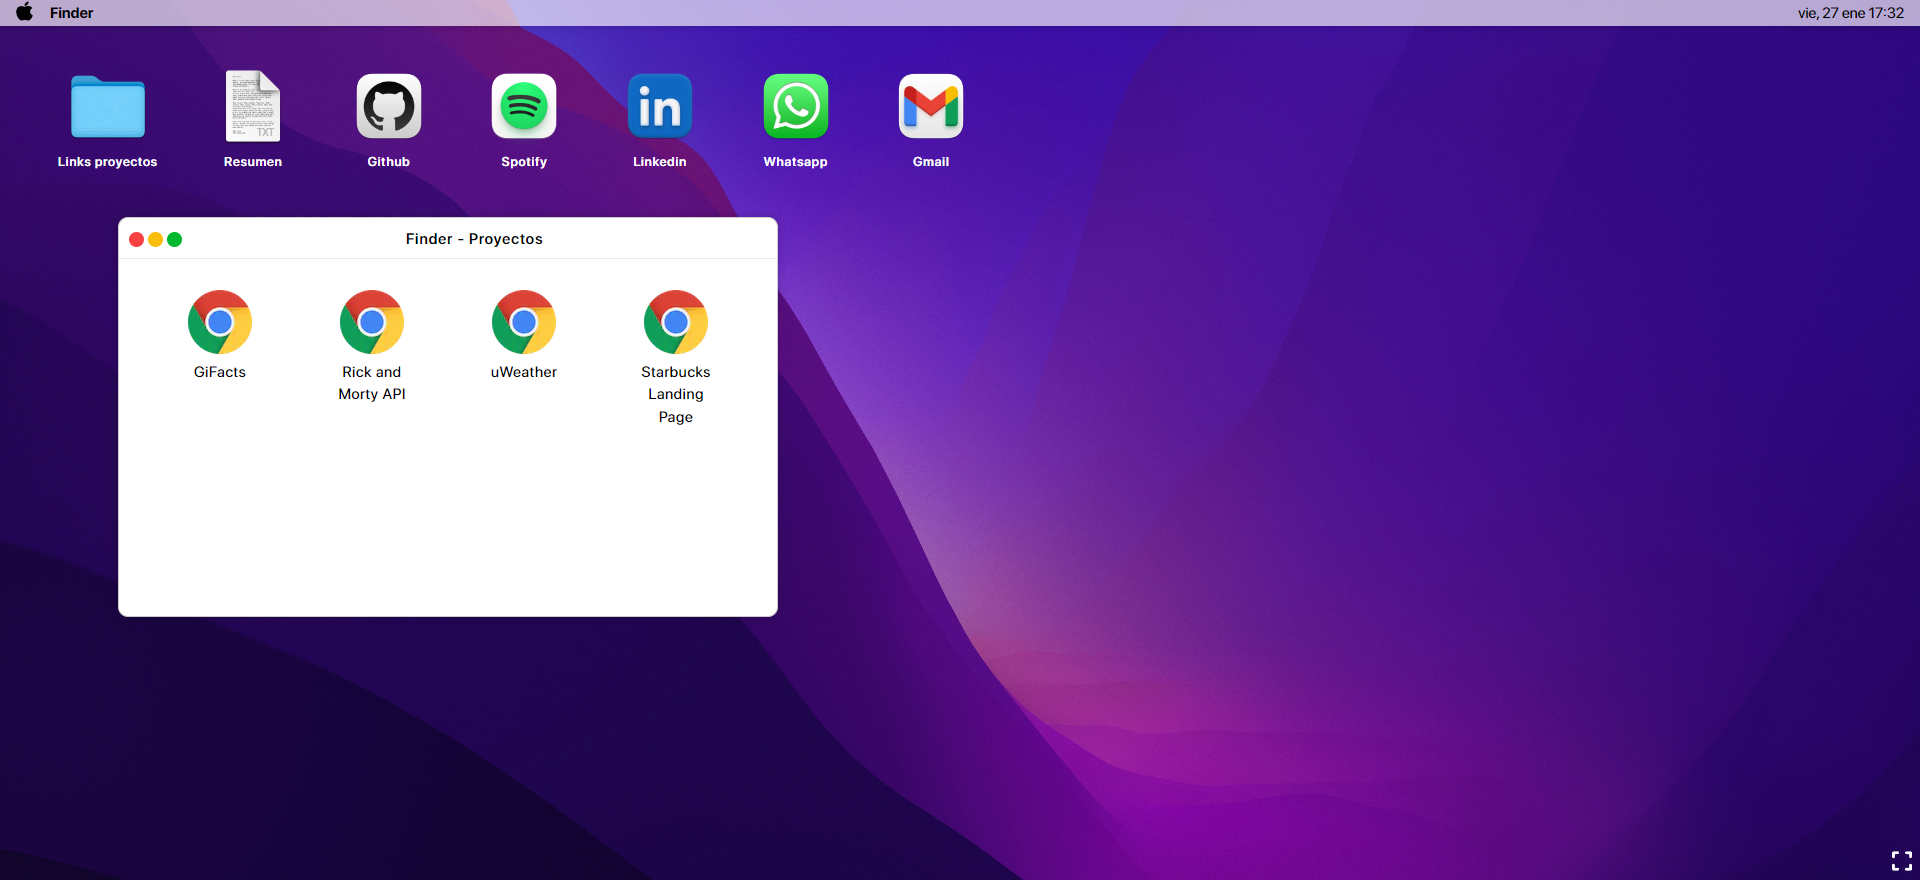 Finder
vie, 27 ene 17:32
TXT
Links proyectos
Resumen
Github
Spotify
in
Linkedin
Whatsapp
Gmail
Finder - Proyectos
GiFacts
Rick and
Morty API
uWeather
Starbucks
Landing
Page